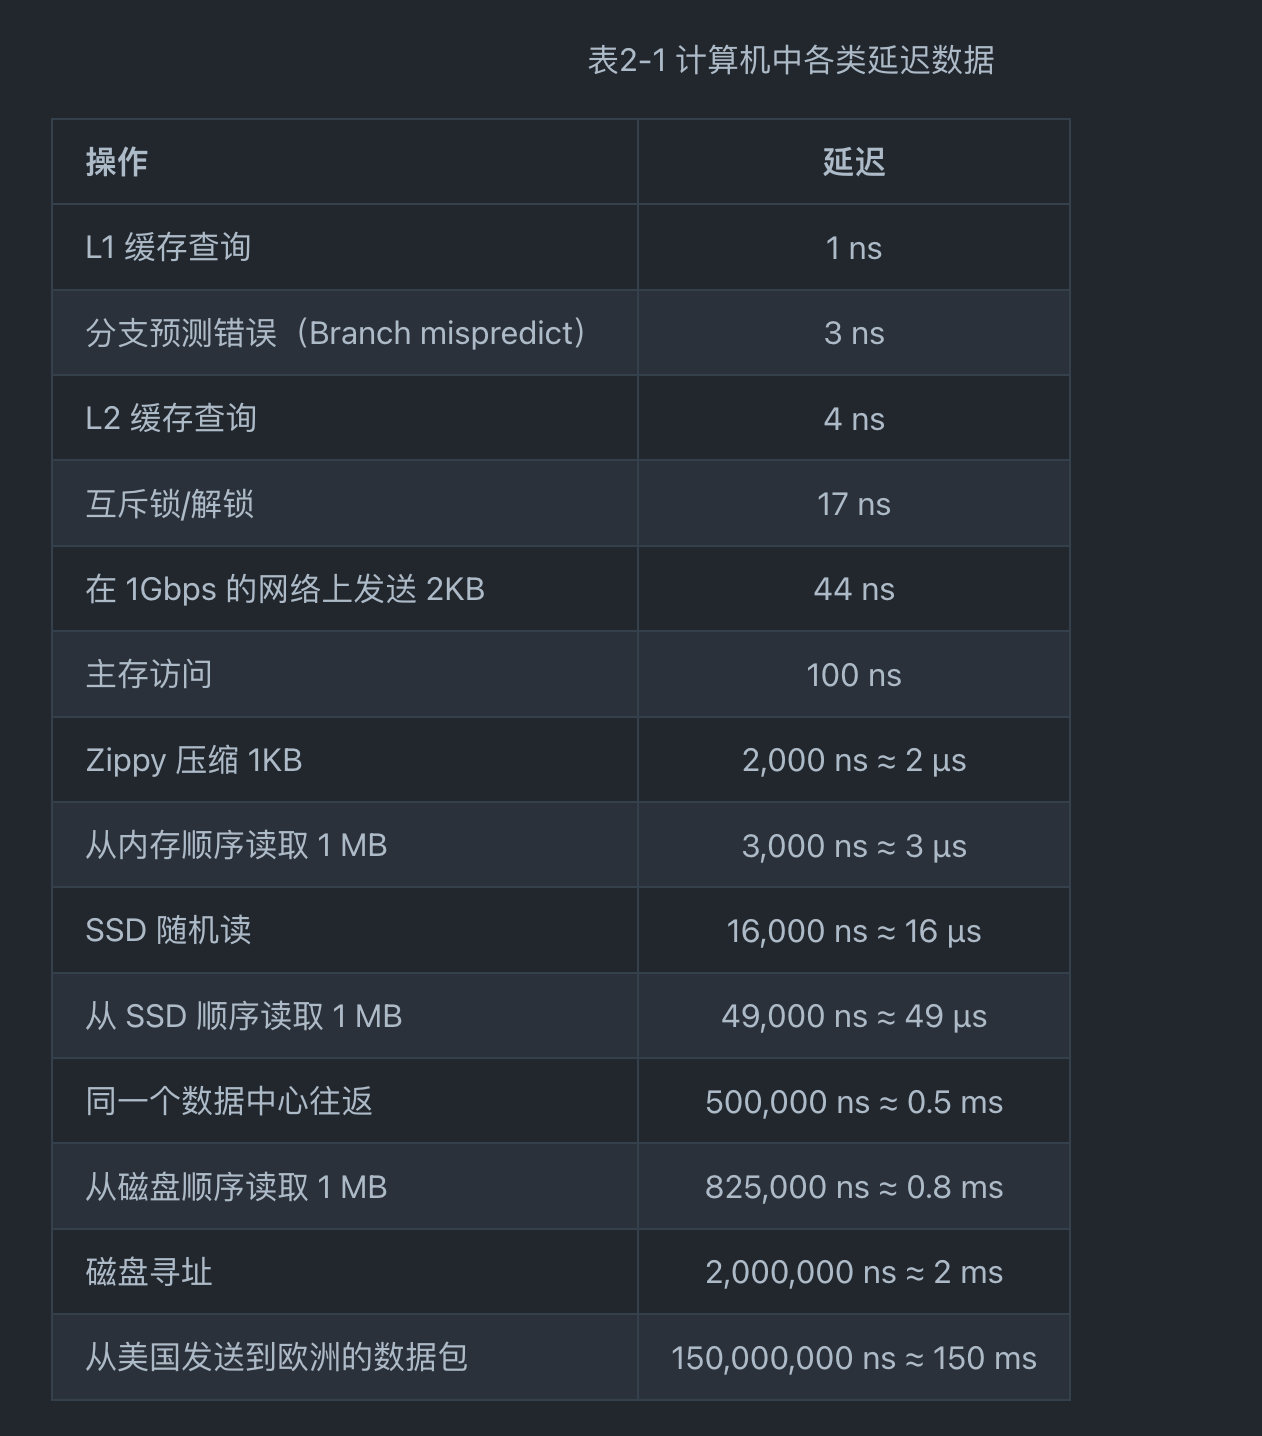 表2-1 计算机中各类延迟数据
操作 延迟
L1 缓存查询 1 ns
分支预测错误（Branch mispredict） 3 ns
L2 缓存查询 4 ns
互斥锁/解锁 17 ns
在 1Gbps 的网络上发送 2KB 44 ns
主存访问 100 ns
Zippy 压缩 1KB 2,000 ns ≈ 2 μs
从内存顺序读取 1 MB 3,000 ns ≈ 3 μs
SSD 随机读 16,000 ns ≈ 16 μs
从 SSD 顺序读取 1 MB 49,000 ns ≈ 49 μs
同一个数据中心往返 500,000 ns ≈ 0.5 ms
从磁盘顺序读取 1 MB 825,000 ns ≈ 0.8 ms
磁盘寻址 2,000,000 ns ≈ 2 ms
从美国发送到欧洲的数据包 150,000,000 ns ≈ 150 ms